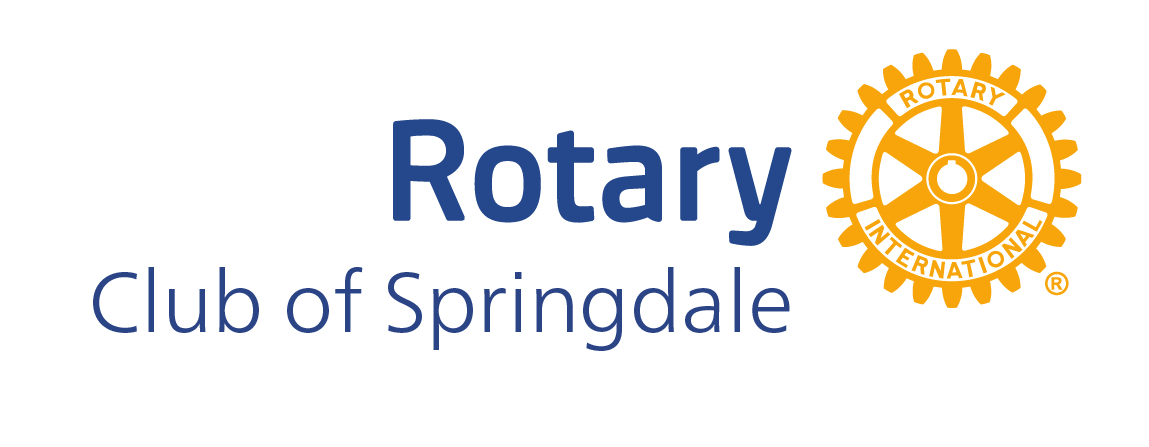 Rotary
Club of Springdale
ROTARY
INTERNATIONAL
®